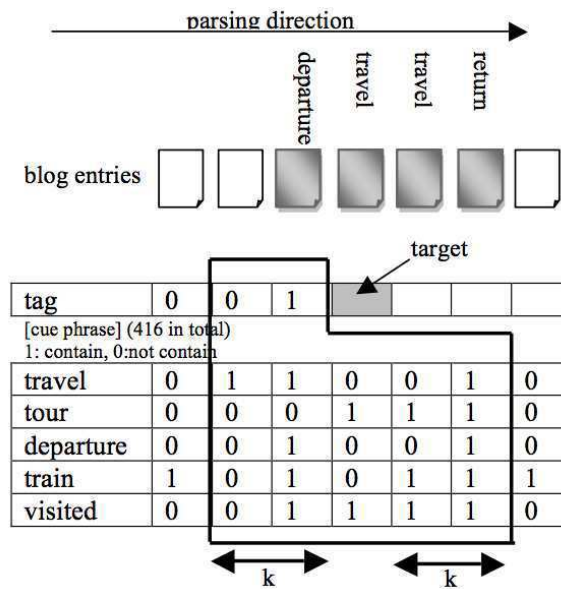 parsing direction
departure
travel
travel
return
blog entries
target
tag 0 0 1
[cue phrase] (416 in total)
1: contain, 0:not contain
travel 0 1 1 0 0 1 0
tour 0 0 0 1 1 1 0
departure 0 0 1 0 0 1 0
train 1 0 1 0 1 1 1
visited 0 0 1 1 1 1 0
k k